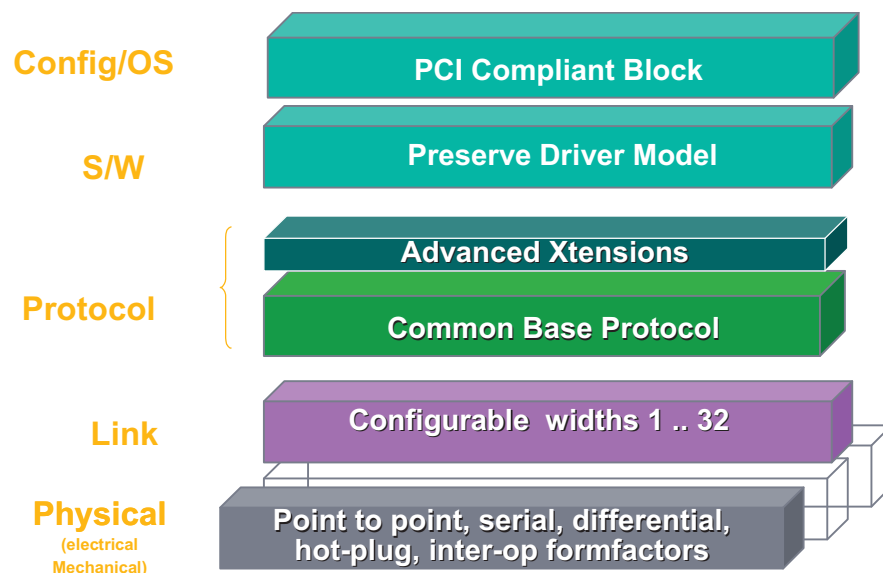 Config/OS
PCI Compliant Block
S/W
Preserve Driver Model
Protocol
Advanced Xtensions
Common Base Protocol
Link
Configurable widths 1 .. 32
Physical
(electrical
Mechanical)
Point to point, serial, differential,
hot-plug, inter-op formfactors